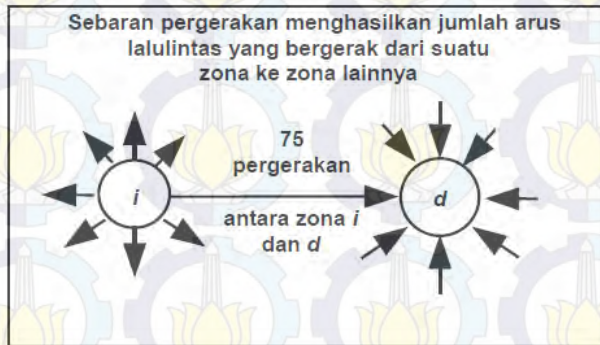 Sebaran pergerakan menghasilkan jumlah arus
lalulintas yang bergerak dari suatu
zona ke zona lainnya
75
pergerakan
i
d
antara zona i
dan d